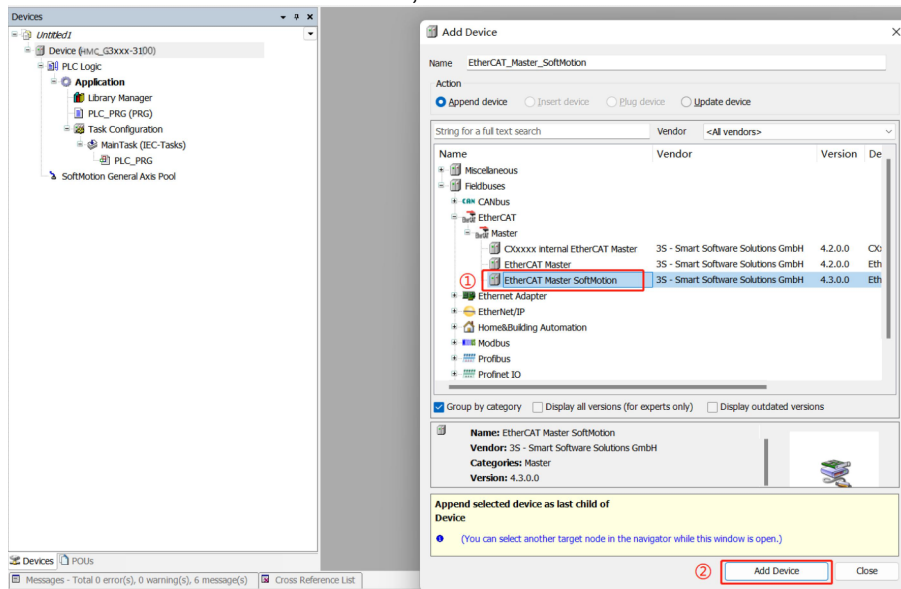 Devices
Untitled1
Device (HMC_G3xxx-3100)
PLC Logic
Application
Library Manager
PLC_PRG (PRG)
Task Configuration
MainTask (IEC-Tasks)
PLC_PRG
SoftMotion General Axis Pool
Devices POUs
Messages - Total 0 error(s), 0 warning(s), 6 message(s) Cross Reference List
Add Device
Name EtherCAT_Master_SoftMotion
Action
Append device Insert device Plug device Update device
String for a full text search Vendor <All vendors>
Name Vendor Version De
Miscellaneous
Fieldbuses
CAN CANbus
EtherCAT
Master
CXxxxx internal EtherCAT Master 3S - Smart Software Solutions GmbH 4.2.0.0 CX
EtherCAT Master 3S - Smart Software Solutions GmbH 4.2.0.0 Eth
① EtherCAT Master SoftMotion 3S - Smart Software Solutions GmbH 4.3.0.0 Eth
Ethernet Adapter
EtherNet/IP
Home&Building Automation
Modbus
Profibus
Profinet IO
Group by category Display all versions (for experts only) Display outdated versions
Name: EtherCAT Master SoftMotion
Vendor: 3S - Smart Software Solutions GmbH
Categories: Master
Version: 4.3.0.0
Append selected device as last child of
Device
(You can select another target node in the navigator while this window is open.)
② Add Device Close